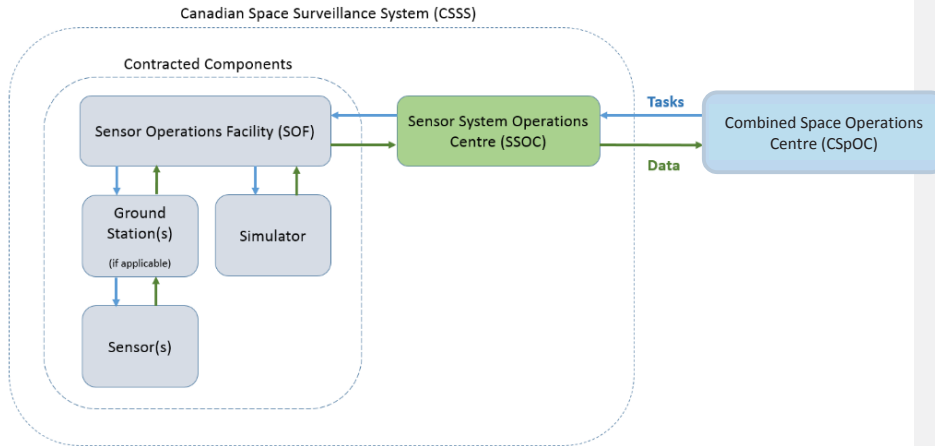 Canadian Space Surveillance System (CSSS)
Contracted Components
Sensor Operations Facility (SOF)
Sensor System Operations
Centre (SSOC)
Tasks
Data
Combined Space Operations
Centre (CSpOC)
Ground
Station(s)
(if applicable)
Simulator
Sensor(s)